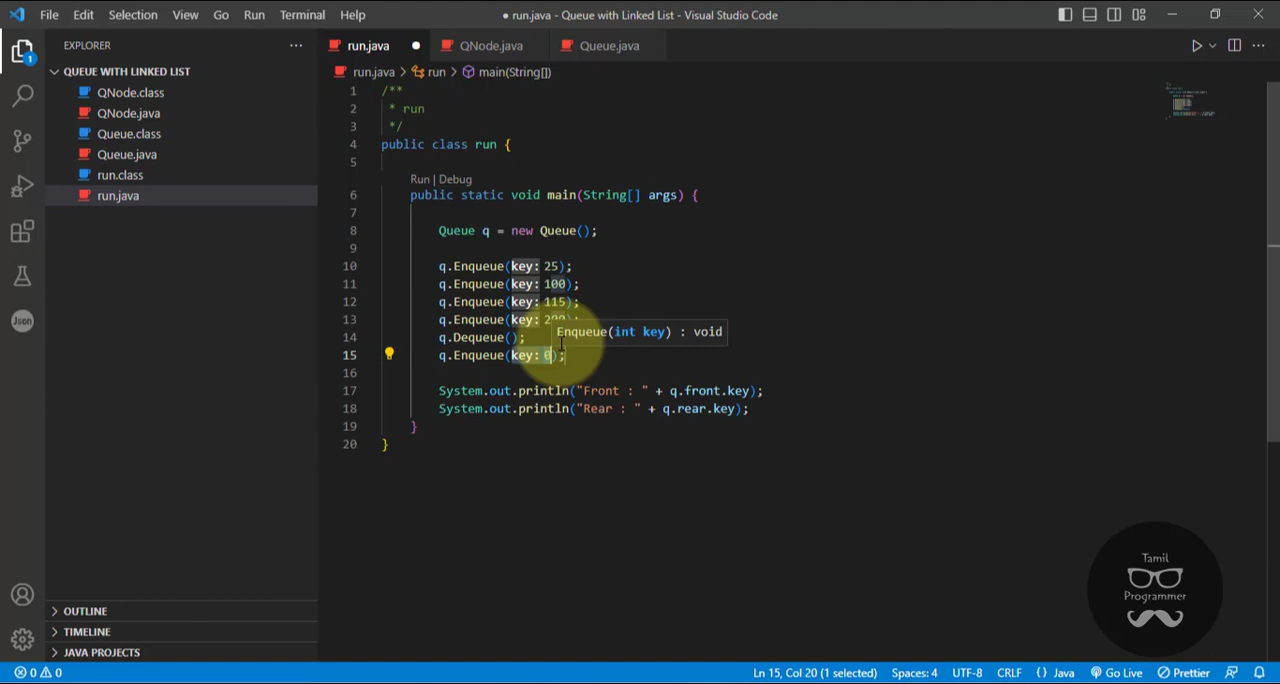 File Edit Selection View Go Run Terminal Help
● run.java - Queue with Linked List - Visual Studio Code
EXPLORER
QUEUE WITH LINKED LIST
QNode.class
QNode.java
Queue.class
Queue.java
run.class
run.java
OUTLINE
TIMELINE
JAVA PROJECTS
1
Json
run.java ● QNode.java Queue.java
run.java > run > main(String[])
1 /**
2 * run
3 */
4 public class run {
5
Run | Debug
6 public static void main(String[] args) {
7
8 Queue q = new Queue();
9
10 q.Enqueue(key: 25);
11 q.Enqueue(key: 100);
12 q.Enqueue(key: 115);
13 q.Enqueue(key:
Enqueue(int key) : void
14 q.Dequeue();
15 q.Enqueue(key: 0);
16
17 System.out.println("Front : " + q.front.key);
18 System.out.println("Rear : " + q.rear.key);
19 }
20 }
Tamil
Programmer
0 0 Ln 15, Col 20 (1 selected) Spaces: 4 UTF-8 CRLF {} Java Go Live Prettier